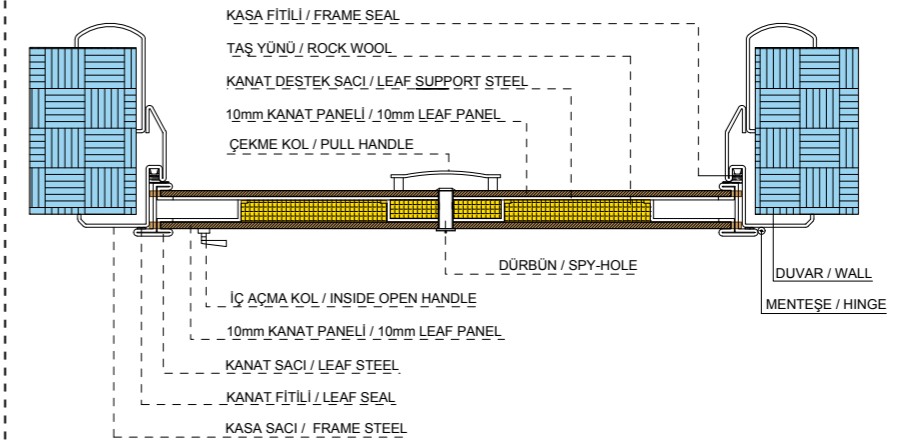 KASA FİTİLİ / FRAME SEAL
TAŞ YÜNÜ / ROCK WOOL
KANAT DESTEK SACI / LEAF SUPPORT STEEL
10mm KANAT PANELİ / 10mm LEAF PANEL
ÇEKME KOL / PULL HANDLE
DÜRBÜN / SPY-HOLE
DUVAR / WALL
İÇ AÇMA KOL / INSIDE OPEN HANDLE
MENTEŞE / HINGE
10mm KANAT PANELİ / 10mm LEAF PANEL
KANAT SACI / LEAF STEEL
KANAT FİTİLİ / LEAF SEAL
KASA SACI / FRAME STEEL